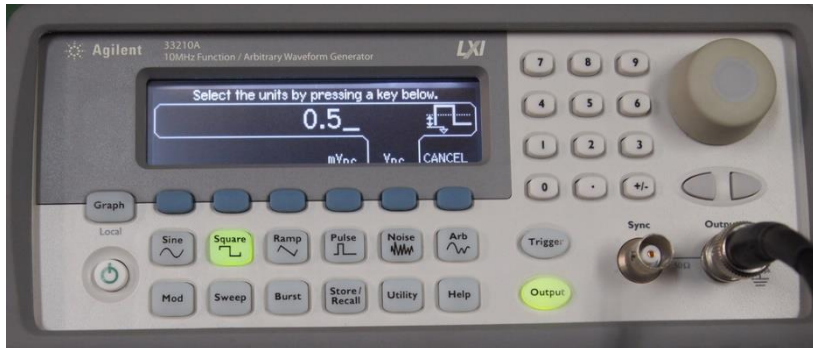 Agilent
33210A
10MHz Function / Arbitrary Waveform Generator
LXI
Select the units by pressing a key below.
0.5_
mVDC VDC CANCEL
7 8 9
4 5 6
1 2 3
0 . +/-
Graph
Local
Sine Square Ramp Pulse Noise Arb
Mod Sweep Burst Store/
Recall Utility Help
Trigger
Output
Sync